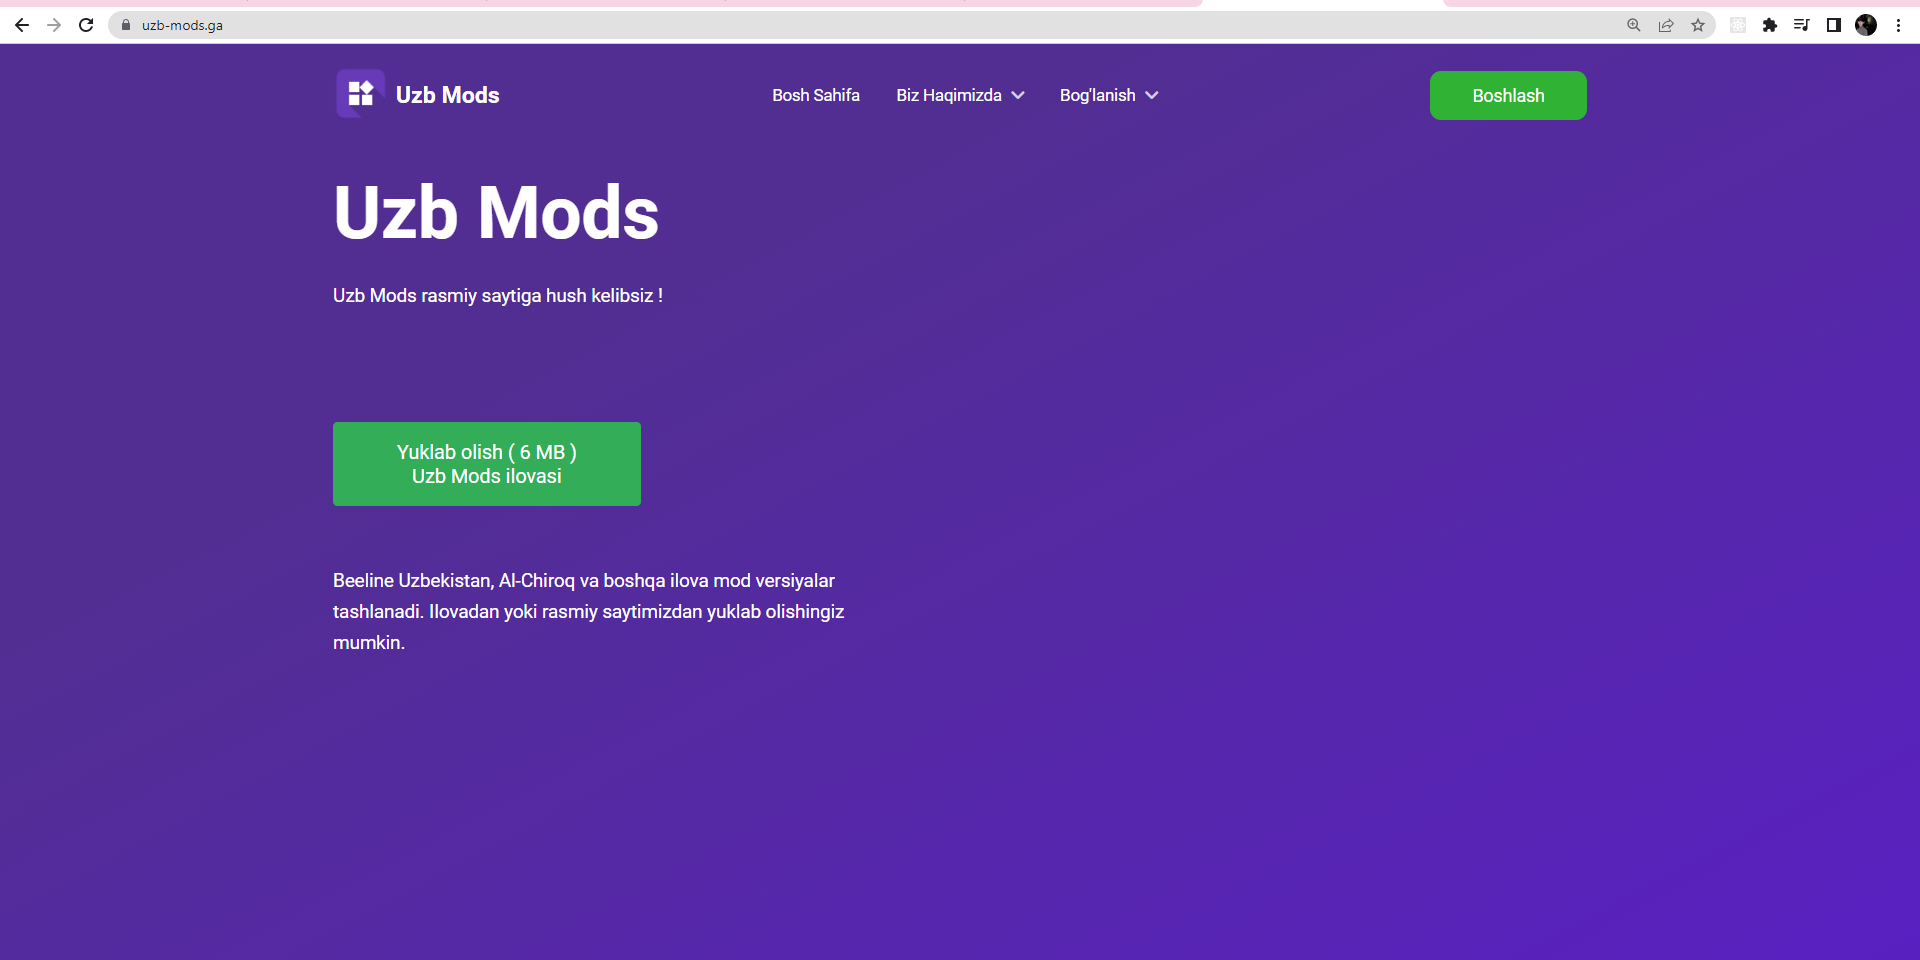 uzb-mods.ga
Uzb Mods
Bosh Sahifa
Biz Haqimizda
Bog'lanish
Boshlash
Uzb Mods
Uzb Mods rasmiy saytiga hush kelibsiz !
Yuklab olish ( 6 MB )
Uzb Mods ilovasi
Beeline Uzbekistan, Al-Chiroq va boshqa ilova mod versiyalar
tashlanadi. Ilovadan yoki rasmiy saytimizdan yuklab olishingiz
mumkin.